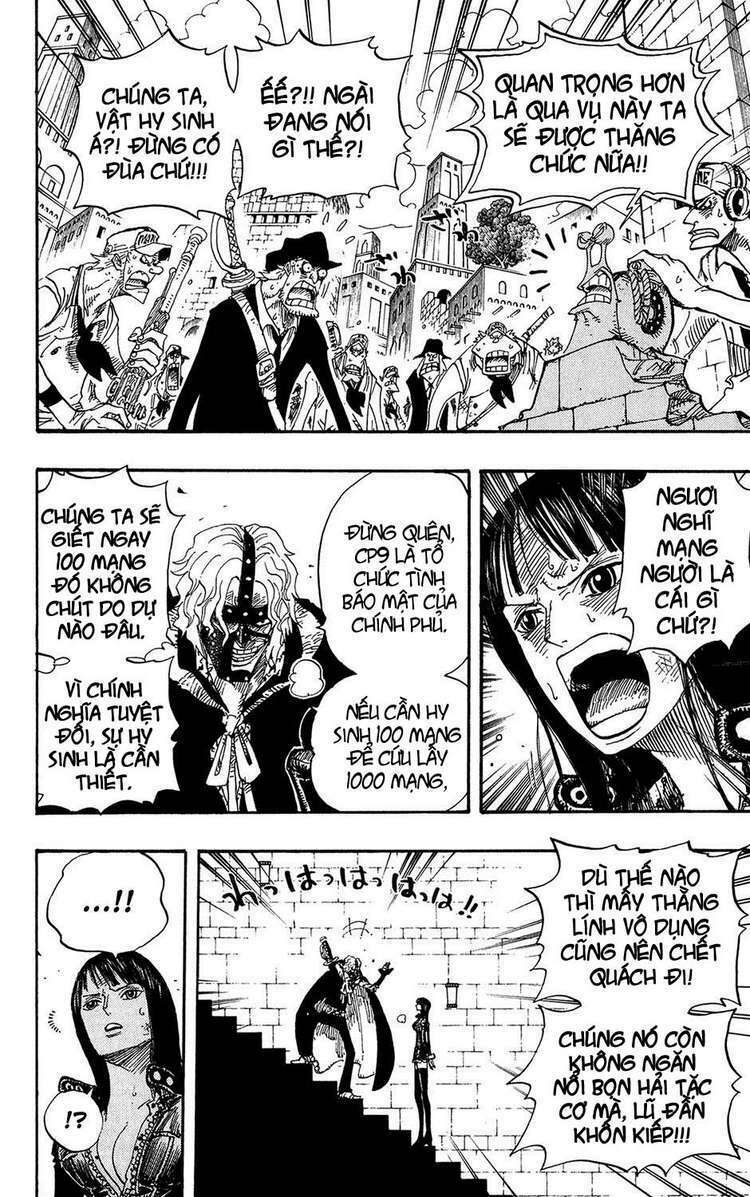 QUAN TRỌNG HƠN
LÀ QUA VỤ NÀY TA
SẼ ĐƯỢC THĂNG
CHỨC NỮA!!
ẾẾ?!! NGÀI
ĐANG NÓI
GÌ THẾ?!
CHÚNG TA,
VẬT HY SINH
Á?! ĐỪNG CÓ
ĐÙA CHỨ!!!
NGƯƠI
NGHĨ
MẠNG
NGƯỜI LÀ
CÁI GÌ
CHỨ?!
ĐỪNG QUÊN,
CP9 LÀ TỔ
CHỨC TÌNH
BÁO MẬT CỦA
CHÍNH PHỦ.
NẾU CẦN HY
SINH 100 MẠNG
ĐỂ CỨU LẤY
1000 MẠNG,
CHÚNG TA SẼ
GIẾT NGAY
100 MẠNG
ĐÓ KHÔNG
CHÚT DO DỰ
NÀO ĐÂU.
VÌ CHÍNH
NGHĨA TUYỆT
ĐỐI, SỰ HY
SINH LÀ CẦN
THIẾT.
DÙ THẾ NÀO
THÌ MẤY THẰNG
LÍNH VÔ DỤNG
CŨNG NÊN CHẾT
QUÁCH ĐI!
CHÚNG NÓ CÒN
KHÔNG NGĂN
NỔI BỌN HẢI TẶC
CƠ MÀ, LŨ ĐẦN
KHỐN KIẾP!!!
わっはっはっはっはっは!!
...!!
!?